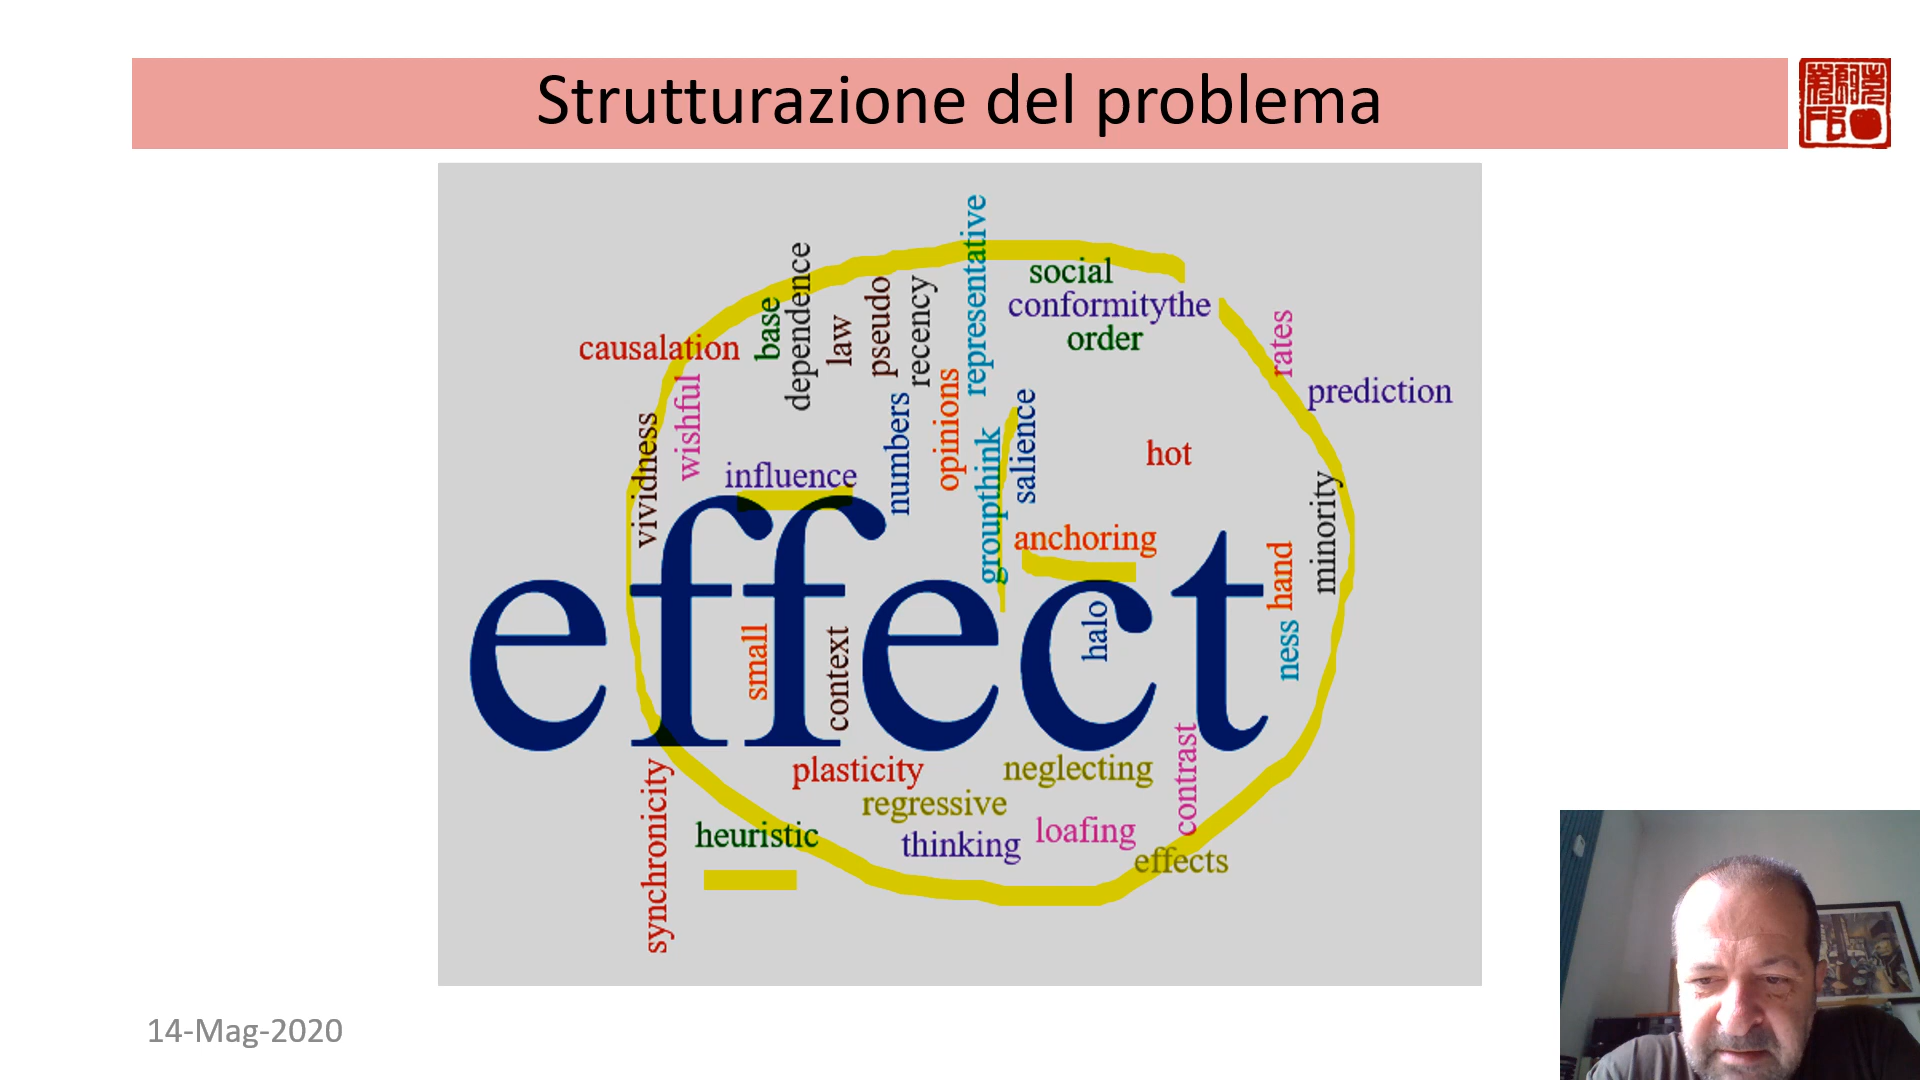 Strutturazione del problema
representative
social
conformitythe
order
dependence
base
law
pseudo
recency
causalation
rates
prediction
wishful
vividness
influence
numbers
opinions
groupthink
salience
hot
anchoring
minority
hand
ness
effect
small
context
halo
plasticity
neglecting
contrast
regressive
thinking
loafing
effects
heuristic
synchronicity
14-Mag-2020